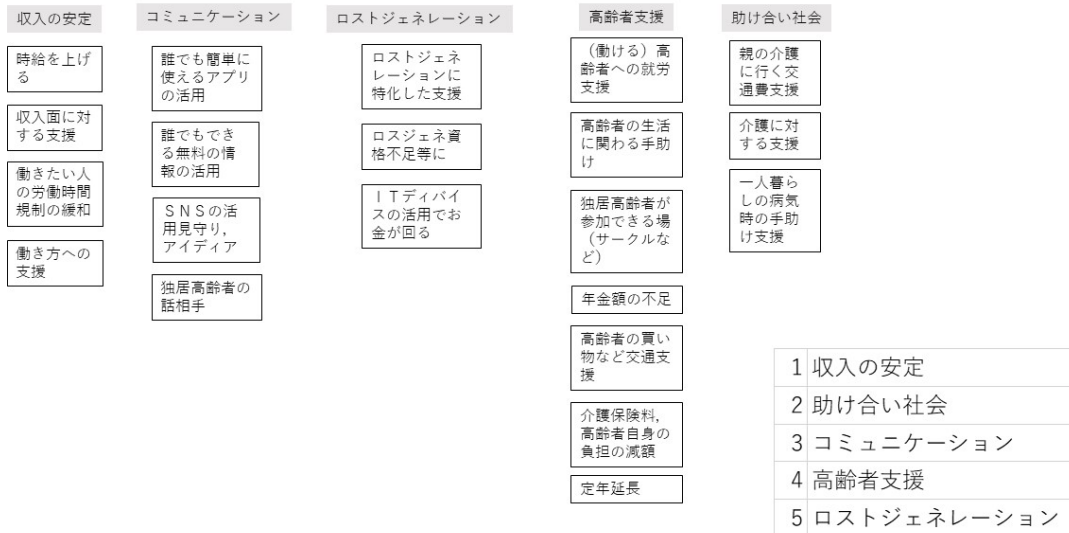 収入の安定
時給を上げ
る
収入面に対
する支援
働きたい人
の労働時間
規制の緩和
働き方への
支援
コミュニケーション
誰でも簡単に
使えるアプリ
の活用
誰でもでき
る無料の情
報の活用
ＳＮＳの活
用見守り，
アイディア
独居高齢者の
話相手
ロストジェネレーション
ロストジェネ
レーションに
特化した支援
ロスジェネ資
格不足等に
ＩＴディバイ
スの活用でお
金が回る
高齢者支援
（働ける）高
齢者への就労
支援
高齢者の生活
に関わる手助
け
独居高齢者が
参加できる場
（サークルな
ど）
年金額の不足
高齢者の買い
物など交通支
援
介護保険料，
高齢者自身の
負担の減額
定年延長
助け合い社会
親の介護
に行く交
通費支援
介護に対
する支援
一人暮ら
しの病気
時の手助
け支援
1 収入の安定
2 助け合い社会
3 コミュニケーション
4 高齢者支援
5 ロストジェネレーション